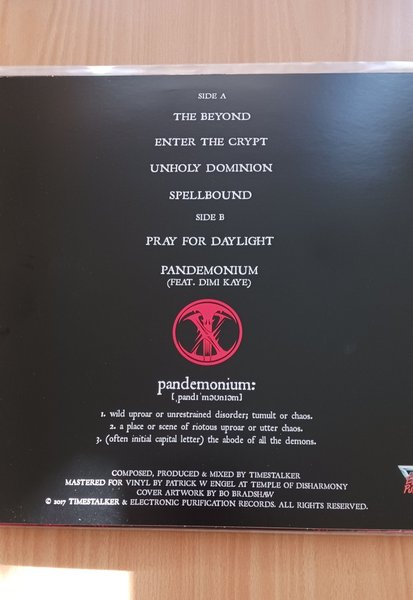 SIDE A
THE BEYOND
ENTER THE CRYPT
UNHOLY DOMINION
SPELLBOUND
SIDE B
PRAY FOR DAYLIGHT
PANDEMONIUM
(FEAT. DIMI KAYE)
pandemonium:
[ˌpandɪˈməʊnɪəm]
1. wild uproar or unrestrained disorder; tumult or chaos.
2. a place or scene of riotous uproar or utter chaos.
3. (often initial capital letter) the abode of all the demons.
COMPOSED, PRODUCED & MIXED BY TIMESTALKER
MASTERED FOR VINYL BY PATRICK W ENGEL AT TEMPLE OF DISHARMONY
COVER ARTWORK BY BO BRADSHAW
© 2017 TIMESTALKER & ELECTRONIC PURIFICATION RECORDS. ALL RIGHTS RESERVED.